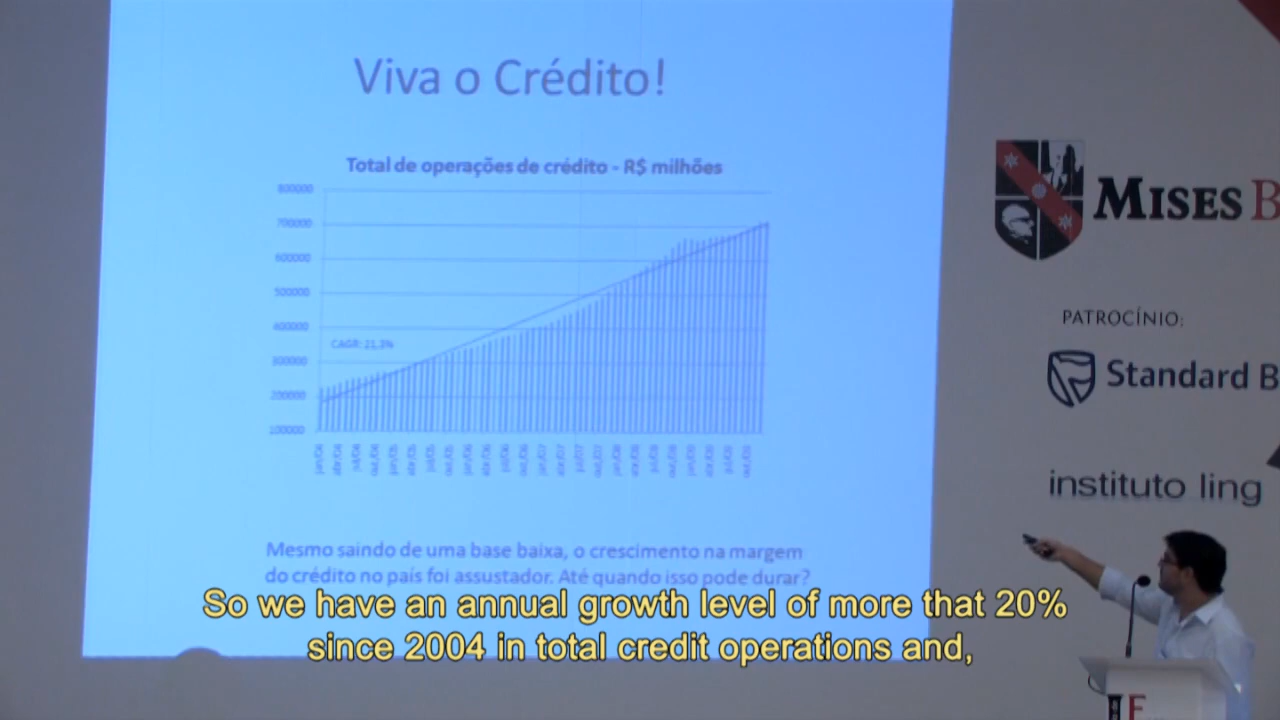 Viva o Crédito!
Total de operações de crédito - R$ milhões
800000
700000
600000
500000
400000
300000
200000
100000
CAGR: 21,3%
Mesmo saindo de uma base baixa, o crescimento na margem
do crédito no país foi assustador. Até quando isso pode durar?
So we have an annual growth level of more that 20%
since 2004 in total credit operations and,
MISES B
PATROCÍNIO:
Standard B
instituto ling